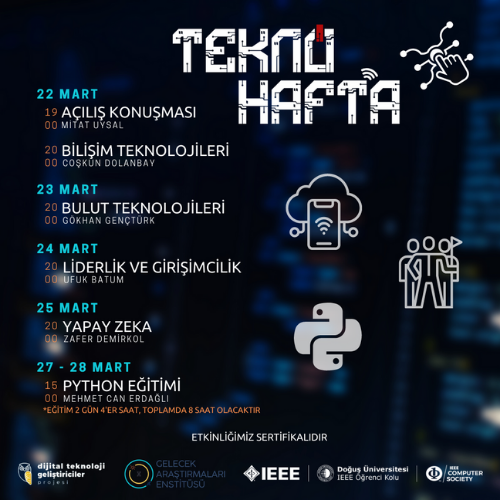 TEKNO
HAFTA
22 MART
19 00 AÇILIŞ KONUŞMASI
MİTAT UYSAL
20 00 BİLİŞİM TEKNOLOJİLERİ
COŞKUN DOLANBAY
23 MART
20 00 BULUT TEKNOLOJİLERİ
GÖKHAN GENÇTÜRK
24 MART
20 00 LİDERLİK VE GİRİŞİMCİLİK
UFUK BATUM
25 MART
20 00 YAPAY ZEKA
ZAFER DEMİRKOL
27 - 28 MART
15 00 PYTHON EĞİTİMİ
MEHMET CAN ERDAĞLI
*EĞİTİM 2 GÜN 4'ER SAAT, TOPLAMDA 8 SAAT OLACAKTIR
ETKİNLİĞİMİZ SERTİFİKALIDIR
dijital teknoloji
geliştiriciler
projesi
GELECEK
ARAŞTIRMALARI
ENSTİTÜSÜ
IEEE
Doğuş Üniversitesi
IEEE Öğrenci Kolu
IEEE
COMPUTER
SOCIETY